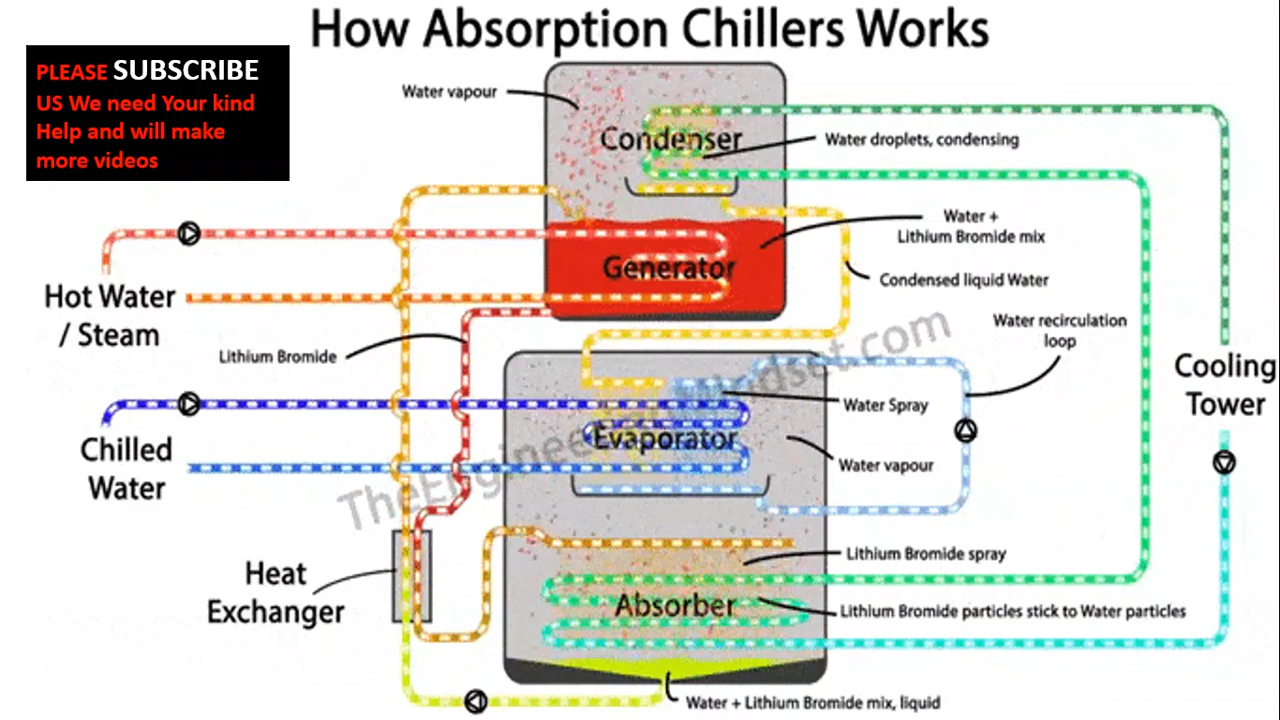 How Absorption Chillers Works
PLEASE SUBSCRIBE
US We need Your kind
Help and will make
more videos
Water vapour
Condenser
Water droplets, condensing
Water +
Lithium Bromide mix
Generator
Condensed liquid Water
Hot Water
/ Steam
Water recirculation
loop
Lithium Bromide
Cooling
Tower
Water Spray
Chilled
Water
Evaporator
Water vapour
TheEngineeringMindset.com
Lithium Bromide spray
Heat
Exchanger
Absorber
Lithium Bromide particles stick to Water particles
Water + Lithium Bromide mix, liquid